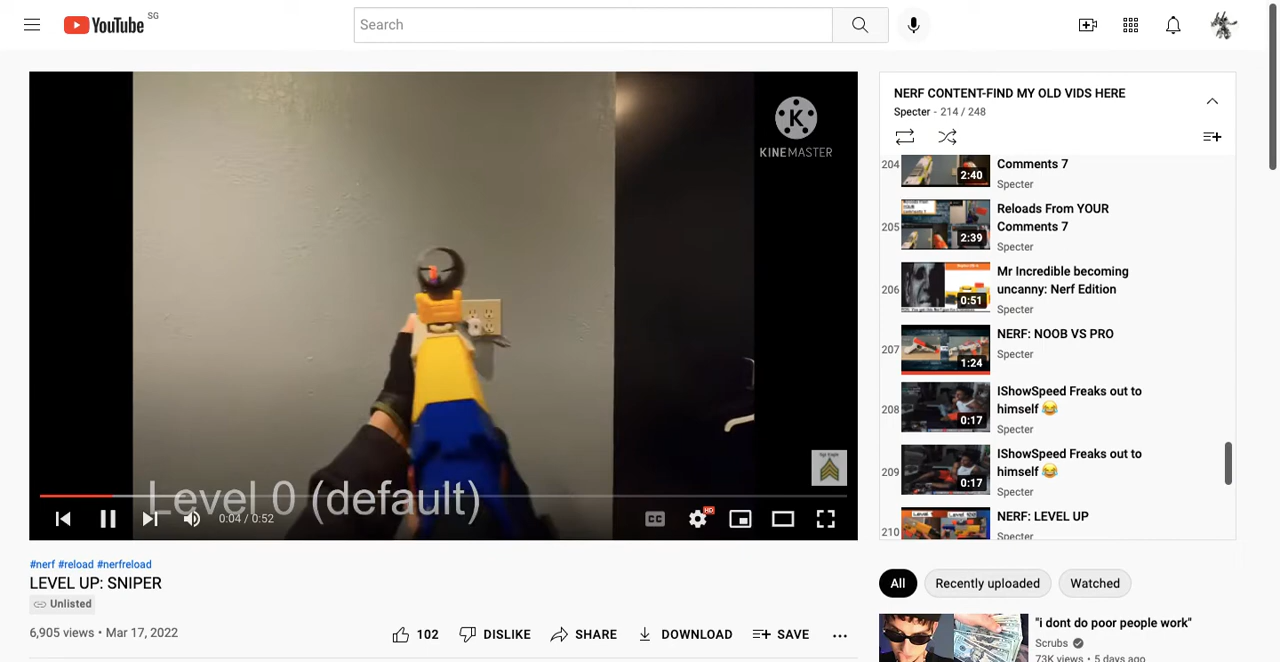 YouTube
SG
Search
K
KINEMASTER
Level 0 (default)
0:04 / 0:52
CC
HD
NERF CONTENT-FIND MY OLD VIDS HERE
Specter - 214 / 248
204
2:40
Comments 7
Specter
205
2:39
Reloads From YOUR
Comments 7
Specter
206
0:51
Mr Incredible becoming
uncanny: Nerf Edition
Specter
207
1:24
NERF: NOOB VS PRO
Specter
208
0:17
IShowSpeed Freaks out to
himself 😂
Specter
209
0:17
IShowSpeed Freaks out to
himself 😂
Specter
210
NERF: LEVEL UP
Specter
#nerf #reload #nerfreload
LEVEL UP: SNIPER
Unlisted
6,905 views • Mar 17, 2022
102
DISLIKE
SHARE
DOWNLOAD
SAVE
All
Recently uploaded
Watched
"i dont do poor people work"
Scrubs
73K views • 5 days ago